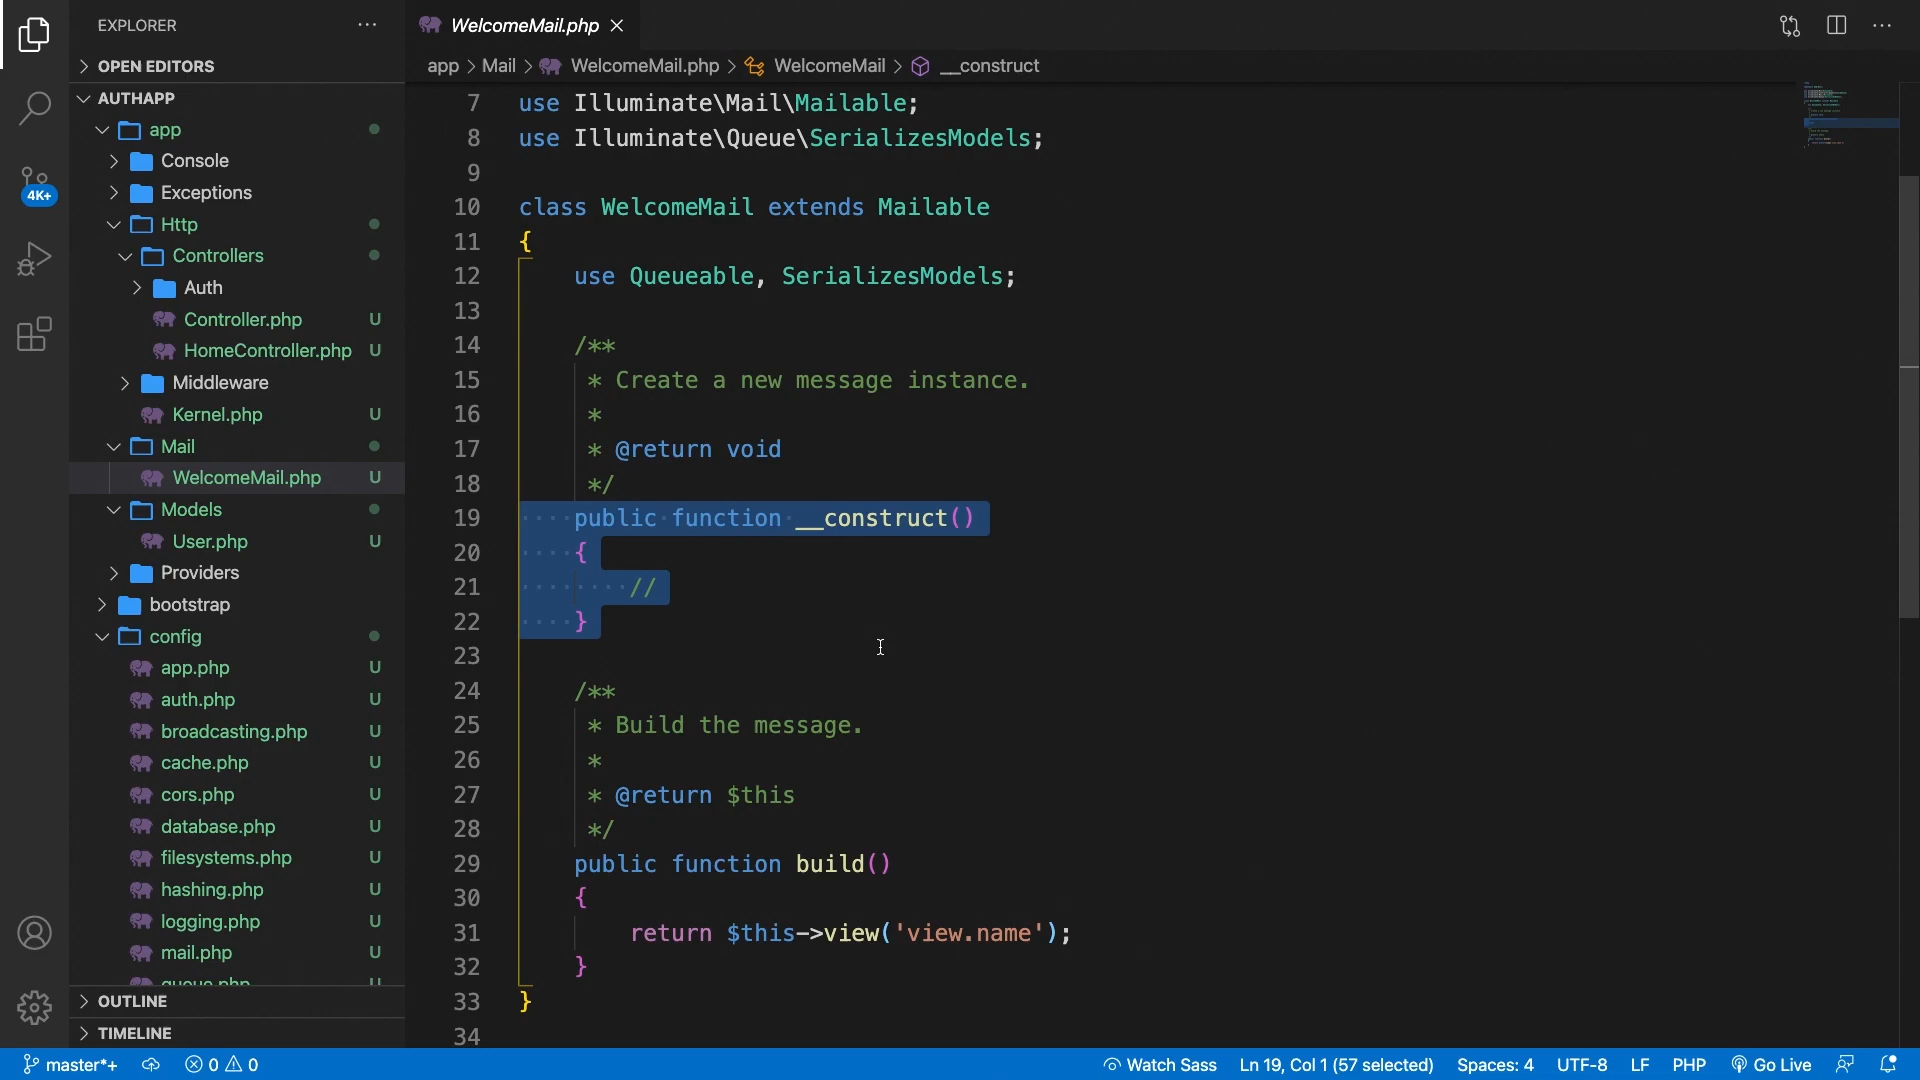 EXPLORER
OPEN EDITORS
AUTHAPP
app
Console
Exceptions
Http
Controllers
Auth
Controller.php U
HomeController.php U
Middleware
Kernel.php U
Mail
WelcomeMail.php U
Models
User.php U
Providers
bootstrap
config
app.php U
auth.php U
broadcasting.php U
cache.php U
cors.php U
database.php U
filesystems.php U
hashing.php U
logging.php U
mail.php U
queue.php U
OUTLINE
TIMELINE
4K+
WelcomeMail.php
app > Mail > WelcomeMail.php > WelcomeMail > __construct
7 use Illuminate\Mail\Mailable;
8 use Illuminate\Queue\SerializesModels;
9
10 class WelcomeMail extends Mailable
11 {
12 use Queueable, SerializesModels;
13
14 /**
15 * Create a new message instance.
16 *
17 * @return void
18 */
19 public function __construct()
20 {
21 //
22 }
23
24 /**
25 * Build the message.
26 *
27 * @return $this
28 */
29 public function build()
30 {
31 return $this->view('view.name');
32 }
33 }
34
master*+ 0 0 Watch Sass Ln 19, Col 1 (57 selected) Spaces: 4 UTF-8 LF PHP Go Live